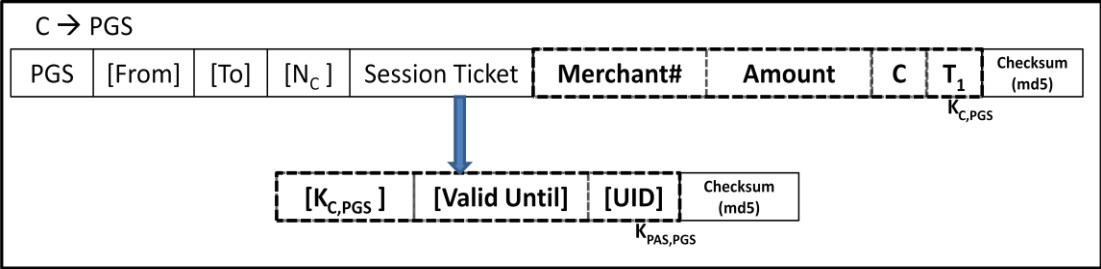 C → PGS
PGS [From] [To] [N_C ] Session Ticket Merchant# Amount C T_1 Checksum (md5)
K_C,PGS
[K_C,PGS ] [Valid Until] [UID] Checksum (md5)
K_PAS,PGS